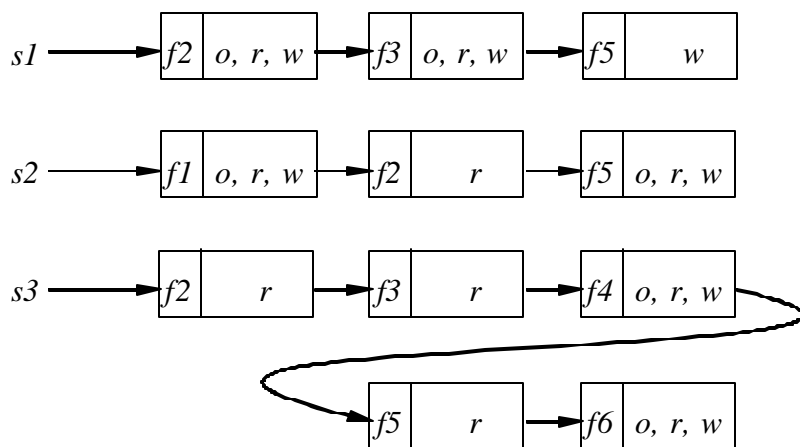 s1 f2 o, r, w f3 o, r, w f5 w
s2 f1 o, r, w f2 r f5 o, r, w
s3 f2 r f3 r f4 o, r, w
f5 r f6 o, r, w